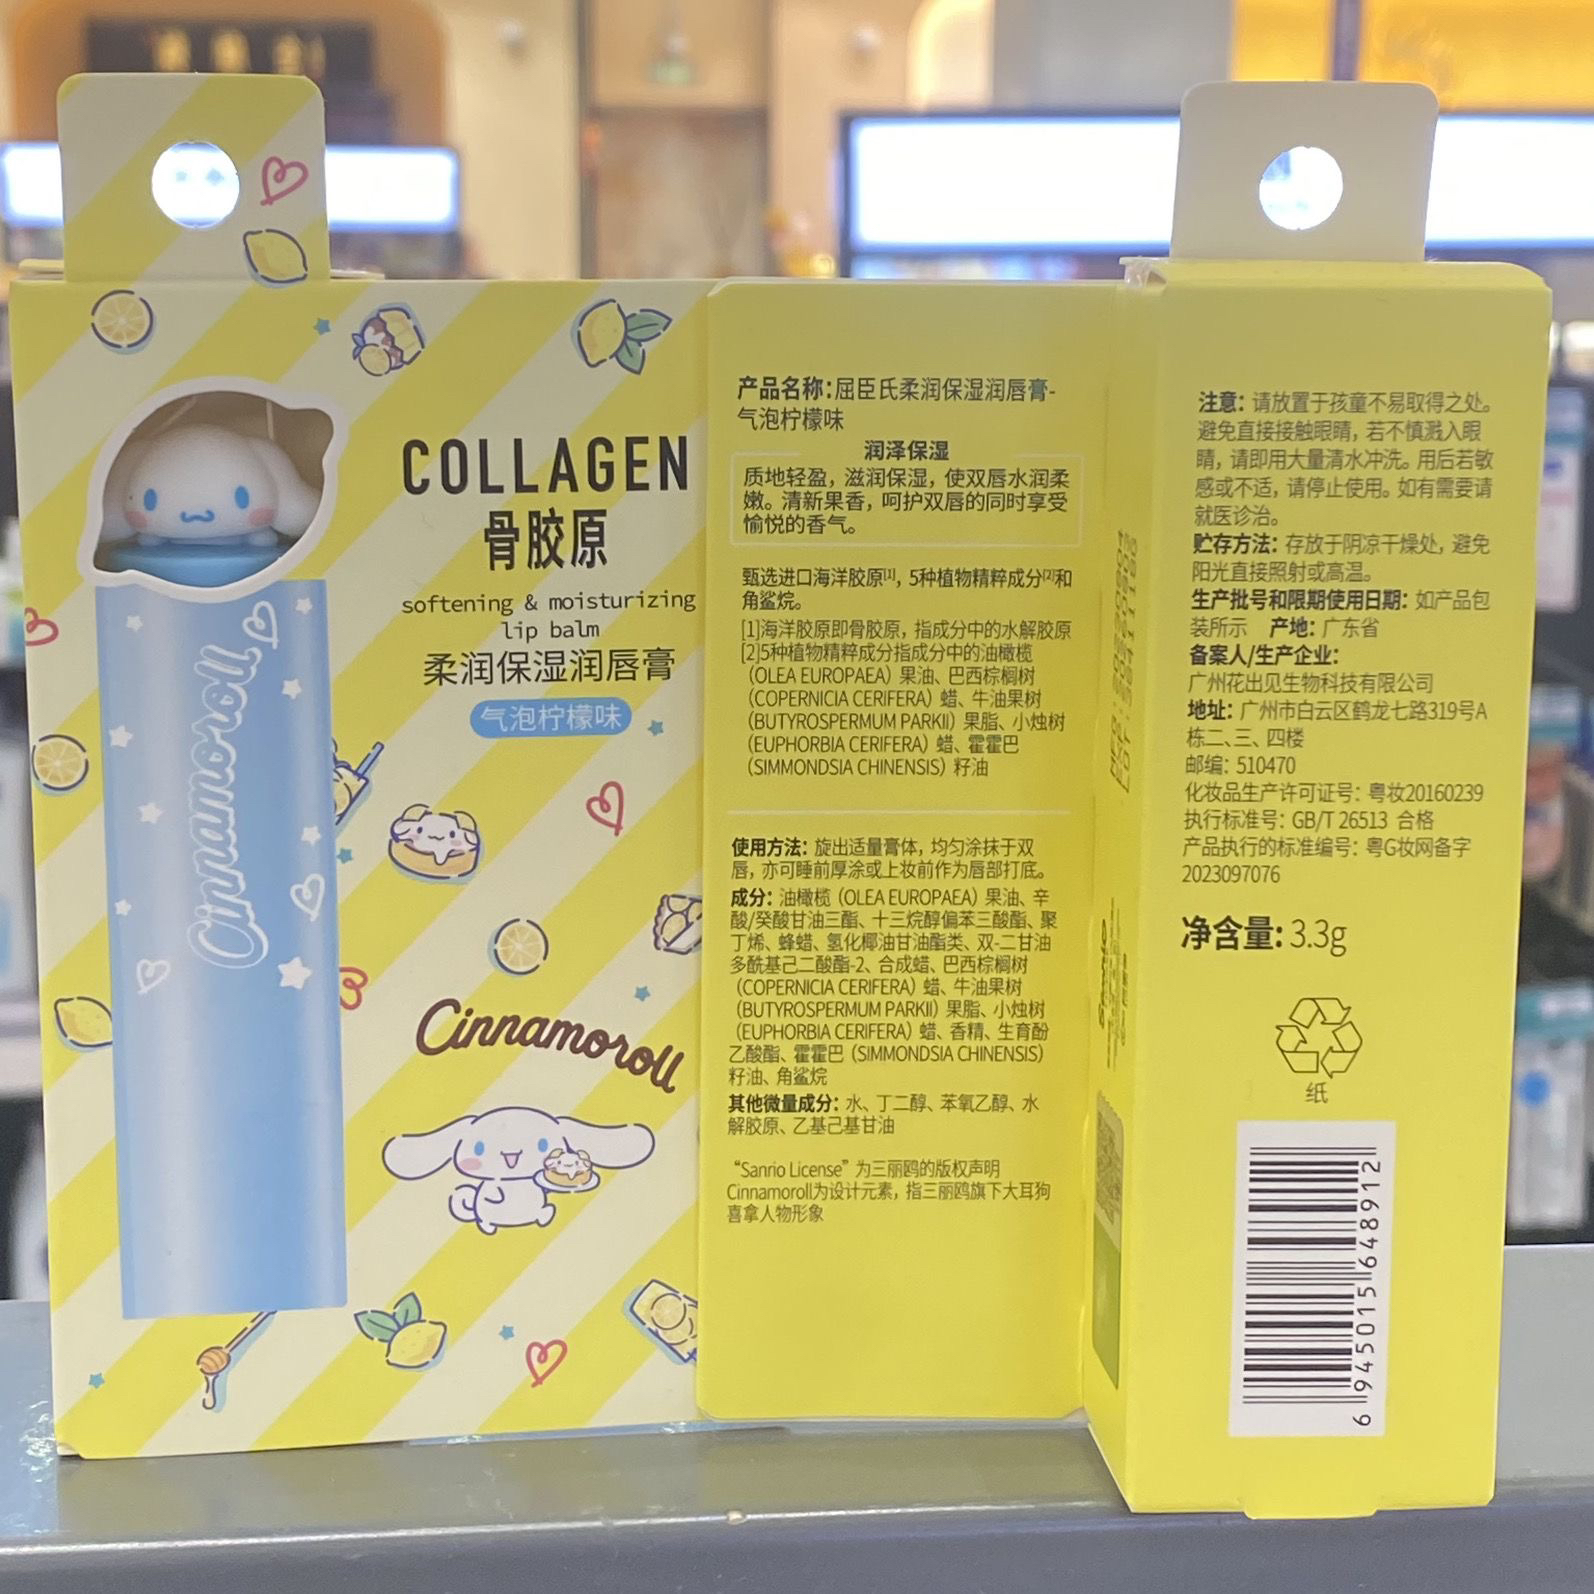 COLLAGEN
骨胶原
softening & moisturizing
lip balm
柔润保湿润唇膏
气泡柠檬味
Cinnamoroll
Cinnamoroll
产品名称：屈臣氏柔润保湿润唇膏-
气泡柠檬味
润泽保湿
质地轻盈，滋润保湿，使双唇水润柔
嫩。清新果香，呵护双唇的同时享受
愉悦的香气。
甄选进口海洋胶原[1]，5种植物精粹成分[2]和
角鲨烷。
[1]海洋胶原即骨胶原，指成分中的水解胶原
[2]5种植物精粹成分指成分中的油橄榄
（OLEA EUROPAEA）果油、巴西棕榈树
（COPERNICIA CERIFERA）蜡、牛油果树
（BUTYROSPERMUM PARKII）果脂、小烛树
（EUPHORBIA CERIFERA）蜡、霍霍巴
（SIMMONDSIA CHINENSIS）籽油
使用方法：旋出适量膏体，均匀涂抹于双
唇，亦可睡前厚涂或上妆前作为唇部打底。
成分：油橄榄（OLEA EUROPAEA）果油、辛
酸/癸酸甘油三酯、十三烷醇偏苯三酸酯、聚
丁烯、蜂蜡、氢化椰油甘油酯类、双-二甘油
多酰基己二酸酯-2、合成蜡、巴西棕榈树
（COPERNICIA CERIFERA）蜡、牛油果树
（BUTYROSPERMUM PARKII）果脂、小烛树
（EUPHORBIA CERIFERA）蜡、香精、生育酚
乙酸酯、霍霍巴（SIMMONDSIA CHINENSIS）
籽油、角鲨烷
其他微量成分：水、丁二醇、苯氧乙醇、水
解胶原、乙基己基甘油
“Sanrio License”为三丽鸥的版权声明
Cinnamoroll为设计元素，指三丽鸥旗下大耳狗
喜拿人物形象
注意：请放置于孩童不易取得之处。
避免直接接触眼睛，若不慎溅入眼
睛，请即用大量清水冲洗。用后若敏
感或不适，请停止使用。如有需要请
就医诊治。
贮存方法：存放于阴凉干燥处，避免
阳光直接照射或高温。
生产批号和限期使用日期：如产品包
装所示 产地：广东省
备案人/生产企业：
广州花出见生物科技有限公司
地址：广州市白云区鹤龙七路319号A
栋二、三、四楼
邮编：510470
化妆品生产许可证号：粤妆20160239
执行标准号：GB/T 26513 合格
产品执行的标准编号：粤G妆网备字
2023097076
净含量：3.3g
纸
6945015648912